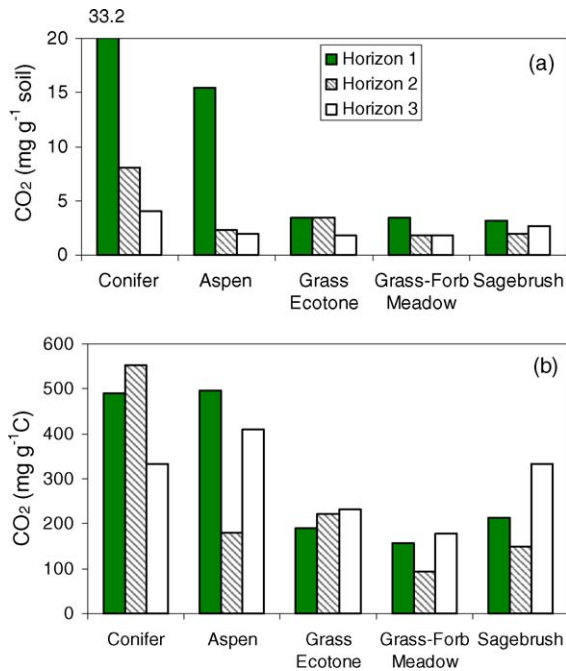 33.2
20
15
10
5
0
CO₂ (mg g⁻¹ soil)
Horizon 1
Horizon 2
Horizon 3
(a)
Conifer
Aspen
Grass
Ecotone
Grass-Forb
Meadow
Sagebrush
600
500
400
300
200
100
0
CO₂ (mg g⁻¹C)
(b)
Conifer
Aspen
Grass
Ecotone
Grass-Forb
Meadow
Sagebrush